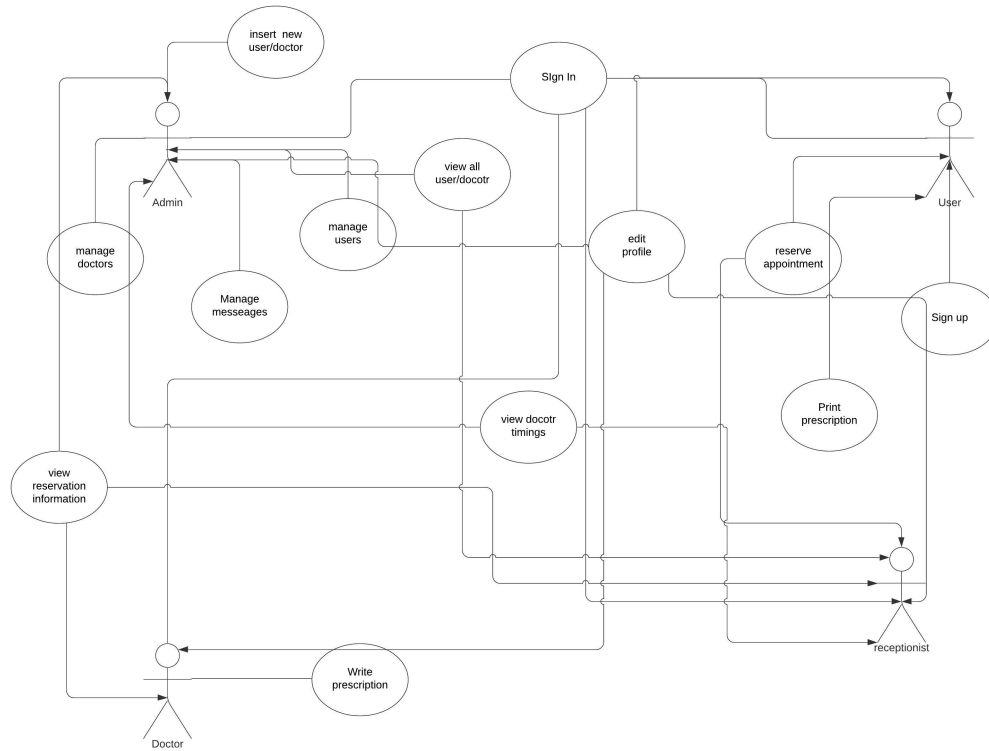 insert new
user/doctor
SIgn In
view all
user/docotr
Admin
User
manage
users
edit
profile
reserve
appointment
manage
doctors
Manage
messeages
Sign up
Print
prescription
view docotr
timings
view
reservation
information
receptionist
Write
prescription
Doctor